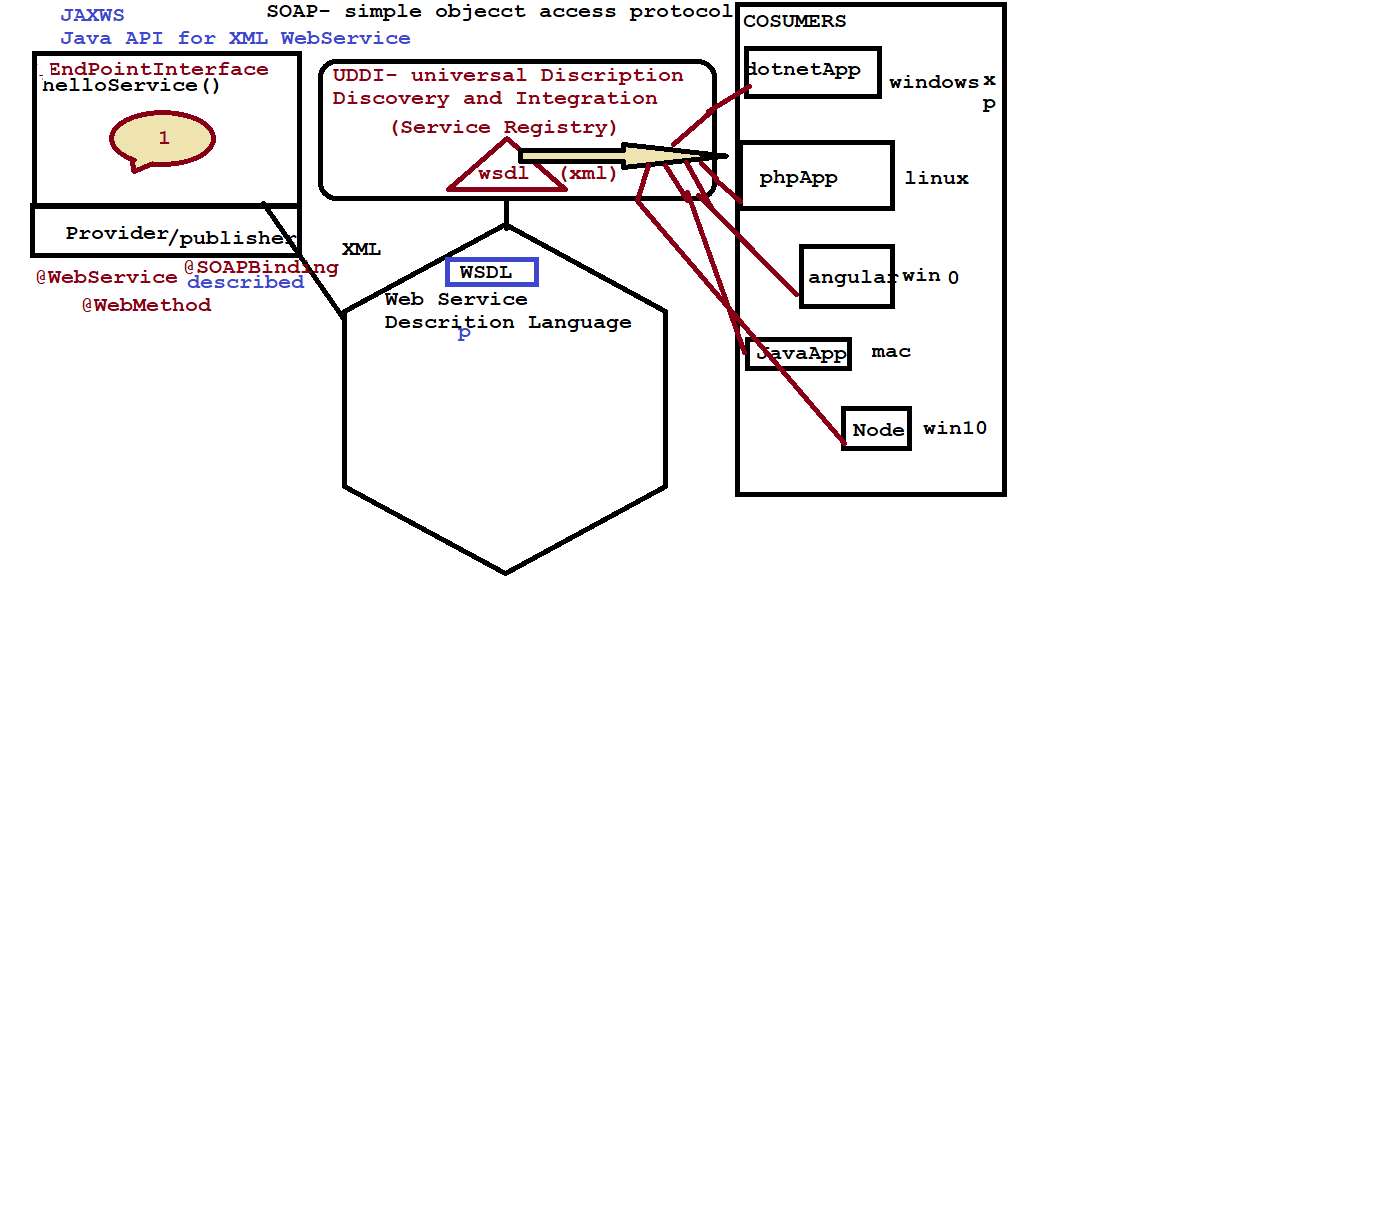 JAXWS
Java API for XML WebService
SOAP- simple objecct access protocol
EndPointInterface
helloService()
1
Provider/publisher
@WebService @SOAPBinding
described
@WebMethod
UDDI- universal Discription
Discovery and Integration
(Service Registry)
wsdl (xml)
XML
WSDL
Web Service
Descrition Language
p
COSUMERS
dotnetApp windows x
p
phpApp linux
angular win 0
JavaApp mac
Node win10